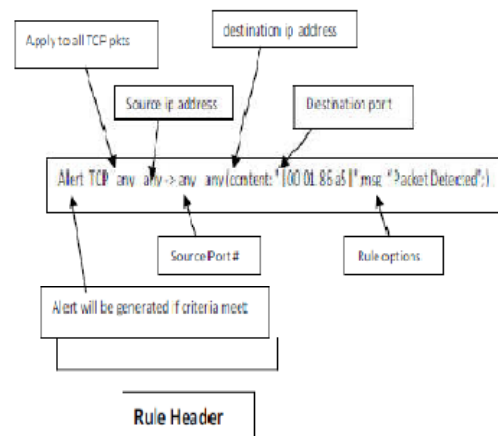 destination ip address
Apply to all TCP pkts
Source ip address
Destination port
Alert TCP any any -> any any (content: "|00 01 86 a5|" msg "Packet Detected"; )
Source Port #
Rule options
Alert will be generated if criteria meet
Rule Header